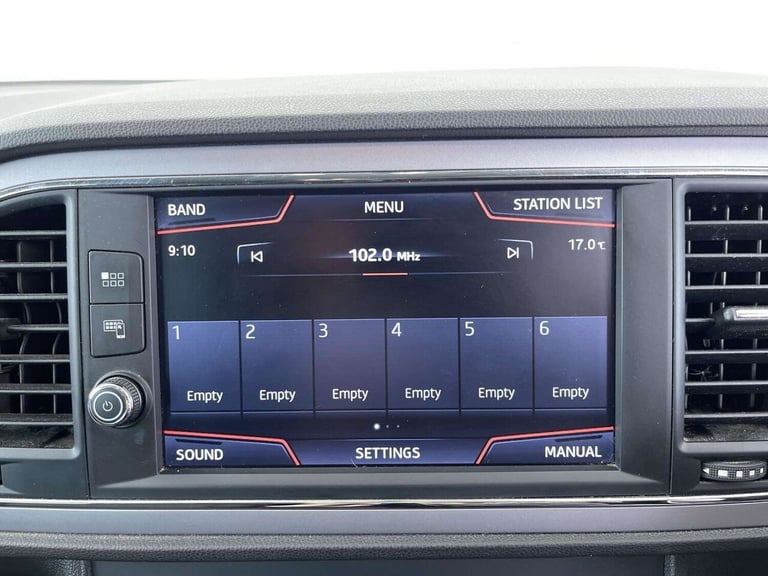 BAND MENU STATION LIST
9:10 102.0 MHz 17.0°C
1 2 3 4 5 6
Empty Empty Empty Empty Empty Empty
SOUND SETTINGS MANUAL